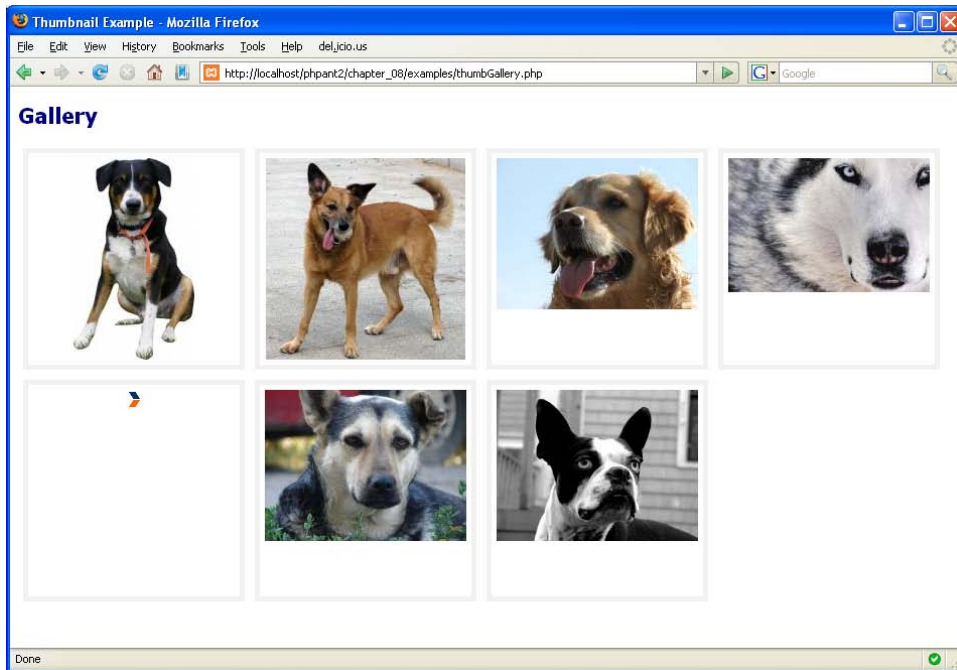 Thumbnail Example - Mozilla Firefox
File Edit View History Bookmarks Tools Help del.icio.us
http://localhost/phpant2/chapter_08/examples/thumbGallery.php
G Google
Gallery
Done